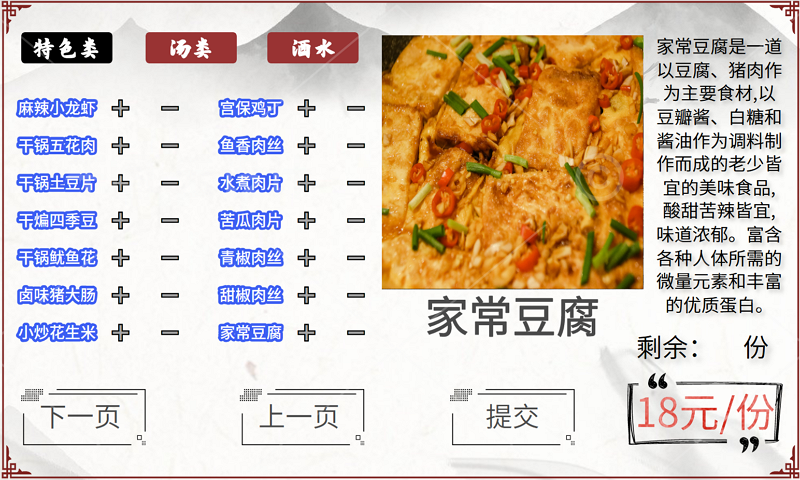 特色类
汤类
酒水
麻辣小龙虾
干锅五花肉
干锅土豆片
干煸四季豆
干锅鱿鱼花
卤味猪大肠
小炒花生米
宫保鸡丁
鱼香肉丝
水煮肉片
苦瓜肉片
青椒肉丝
甜椒肉丝
家常豆腐
家常豆腐
家常豆腐是一道
以豆腐、猪肉作
为主要食材,以
豆瓣酱、白糖和
酱油作为调料制
作而成的老少皆
宜的美味食品,
酸甜苦辣皆宜,
味道浓郁。富含
各种人体所需的
微量元素和丰富
的优质蛋白。
剩余: 份
18元/份
下一页
上一页
提交